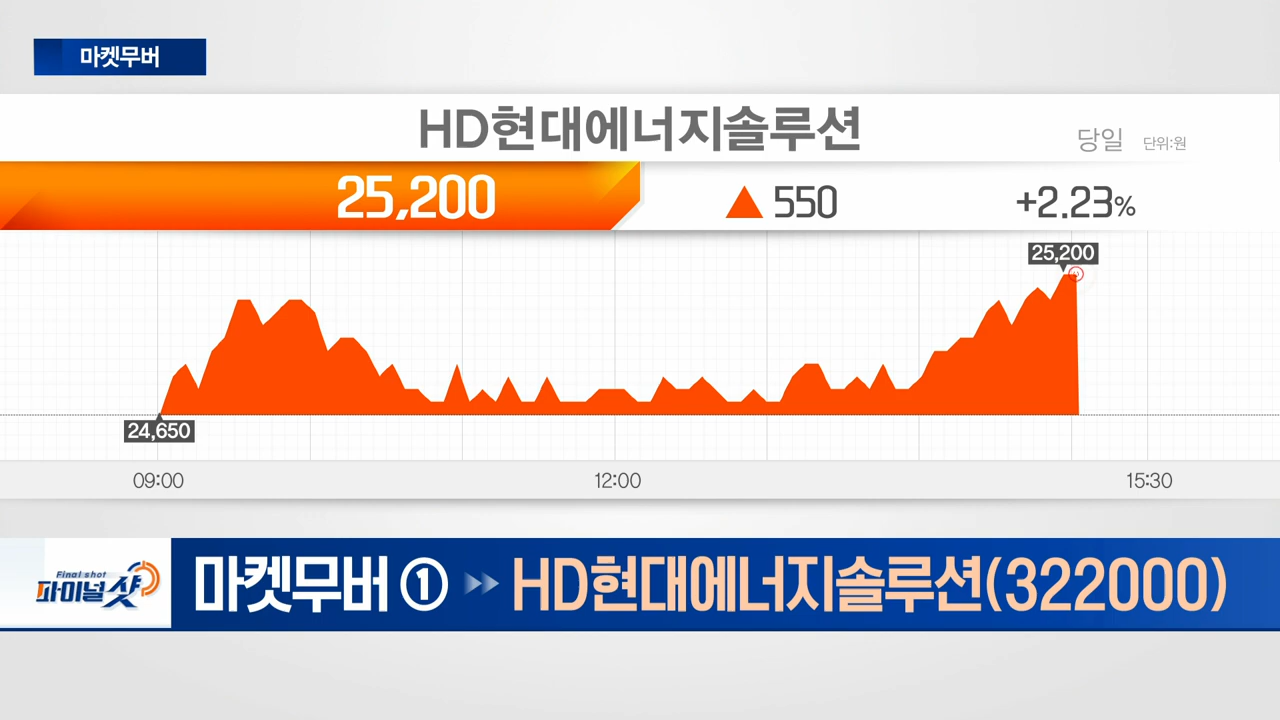 마켓무버
HD현대에너지솔루션
당일 단위:원
25,200 ▲ 550 +2.23%
25,200
24,650
09:00 12:00 15:30
Final shot
파이널샷
마켓무버 ① HD현대에너지솔루션(322000)